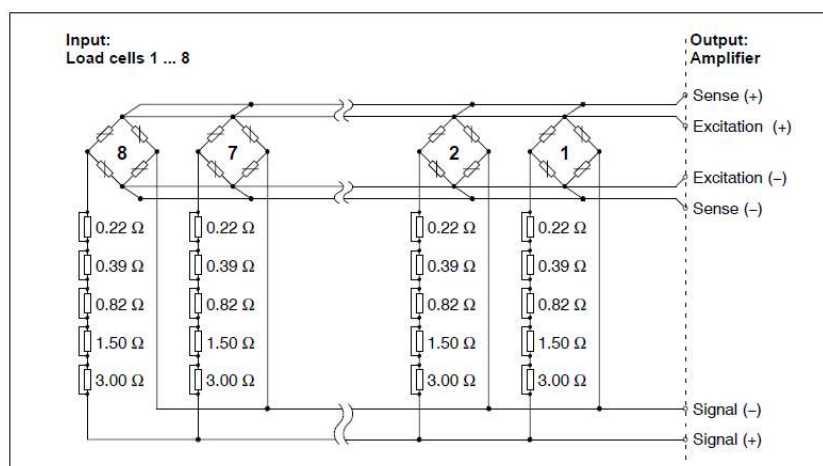 Input:
Load cells 1 ... 8
Output:
Amplifier
Sense (+)
Excitation (+)
8 7 2 1
Excitation (–)
Sense (–)
0.22 Ω 0.22 Ω 0.22 Ω 0.22 Ω
0.39 Ω 0.39 Ω 0.39 Ω 0.39 Ω
0.82 Ω 0.82 Ω 0.82 Ω 0.82 Ω
1.50 Ω 1.50 Ω 1.50 Ω 1.50 Ω
3.00 Ω 3.00 Ω 3.00 Ω 3.00 Ω
Signal (–)
Signal (+)